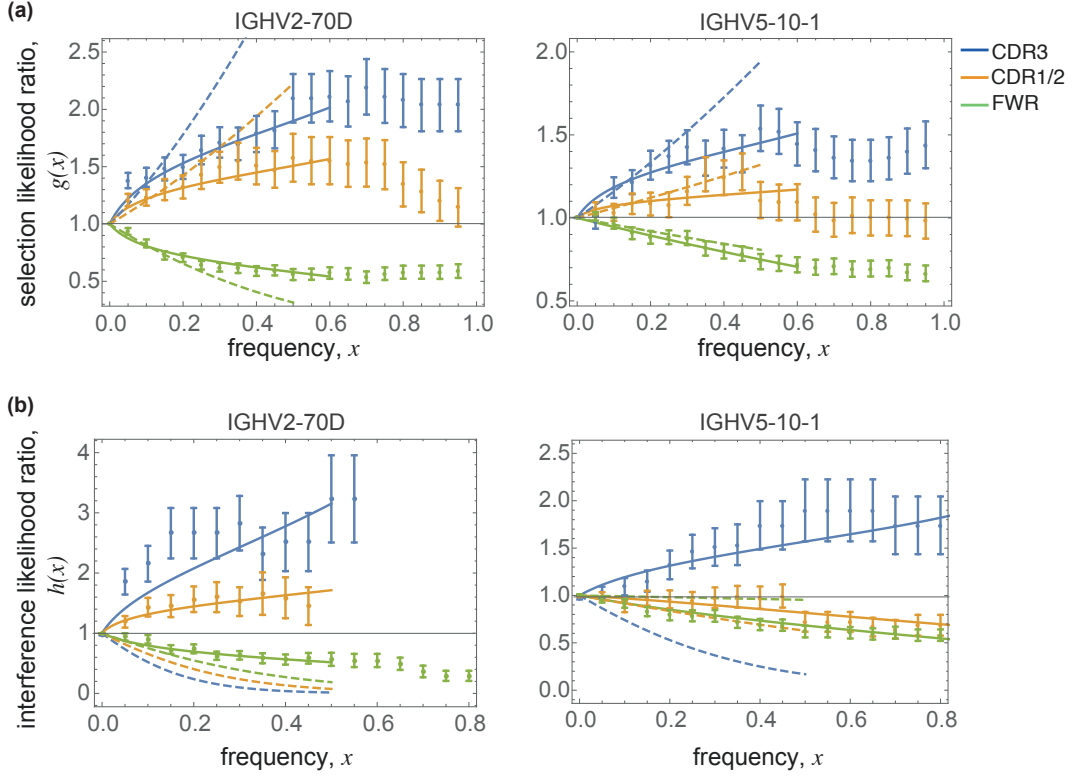 (a)
IGHV2-70D
IGHV5-10-1
selection likelihood ratio,
g(x)
2.5
2.0
1.5
1.0
0.5
0.0
0.2
0.4
0.6
0.8
1.0
frequency, x
2.0
1.5
1.0
0.5
0.0
0.2
0.4
0.6
0.8
1.0
frequency, x
CDR3
CDR1/2
FWR
(b)
IGHV2-70D
IGHV5-10-1
interference likelihood ratio,
h(x)
4
3
2
1
0
0.0
0.2
0.4
0.6
0.8
frequency, x
2.5
2.0
1.5
1.0
0.5
0.0
0.0
0.2
0.4
0.6
0.8
frequency, x